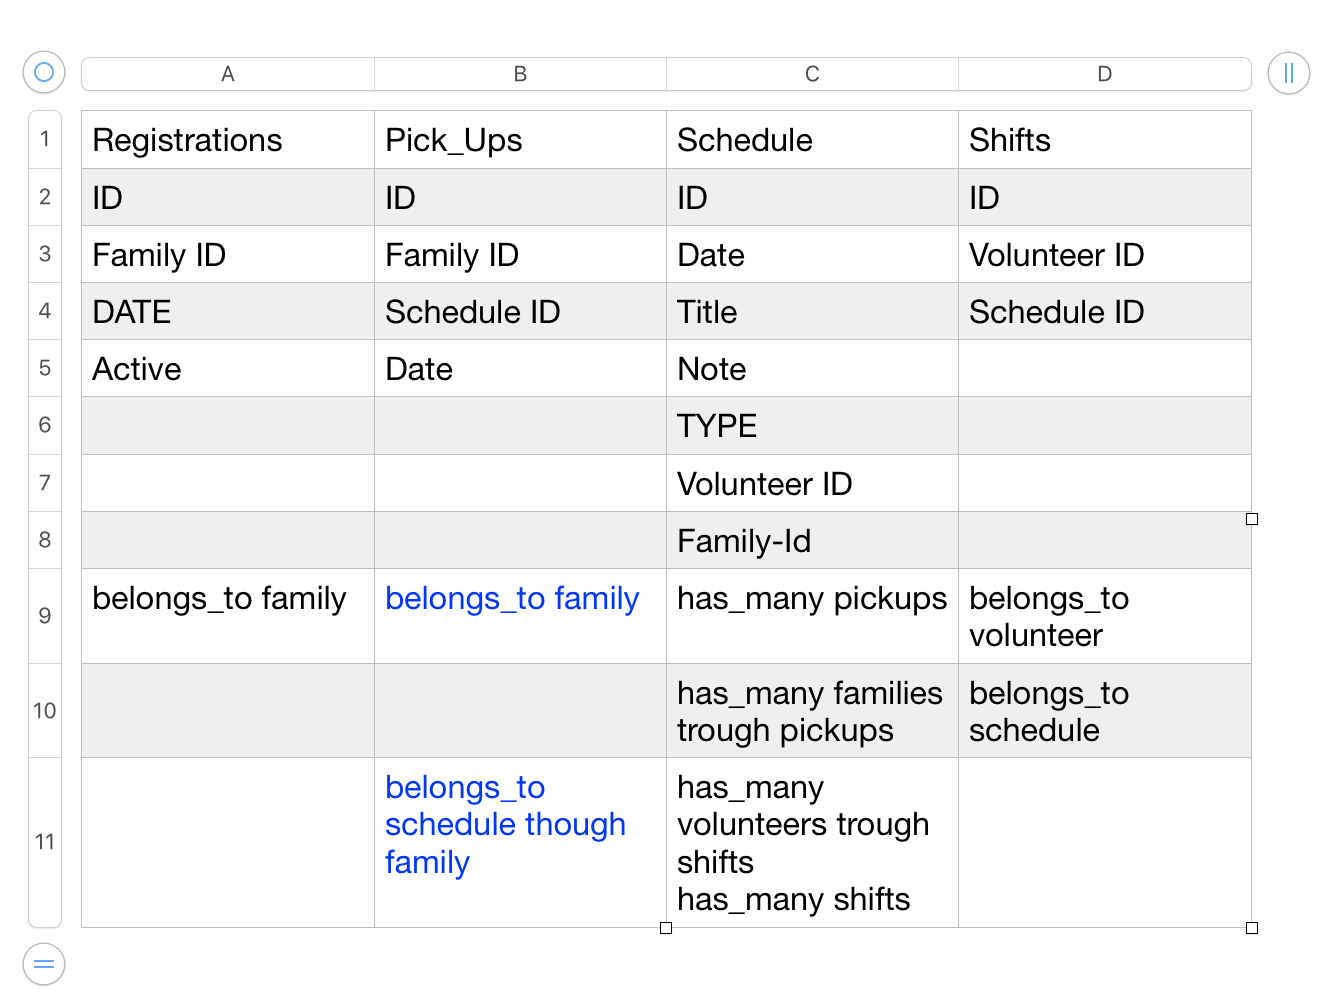 A B C D
1 Registrations Pick_Ups Schedule Shifts
2 ID ID ID ID
3 Family ID Family ID Date Volunteer ID
4 DATE Schedule ID Title Schedule ID
5 Active Date Note
6 TYPE
7 Volunteer ID
8 Family-Id
9 belongs_to family belongs_to family has_many pickups belongs_to
volunteer
10 has_many families belongs_to
trough pickups schedule
11 belongs_to has_many
schedule though volunteers trough
family shifts
has_many shifts